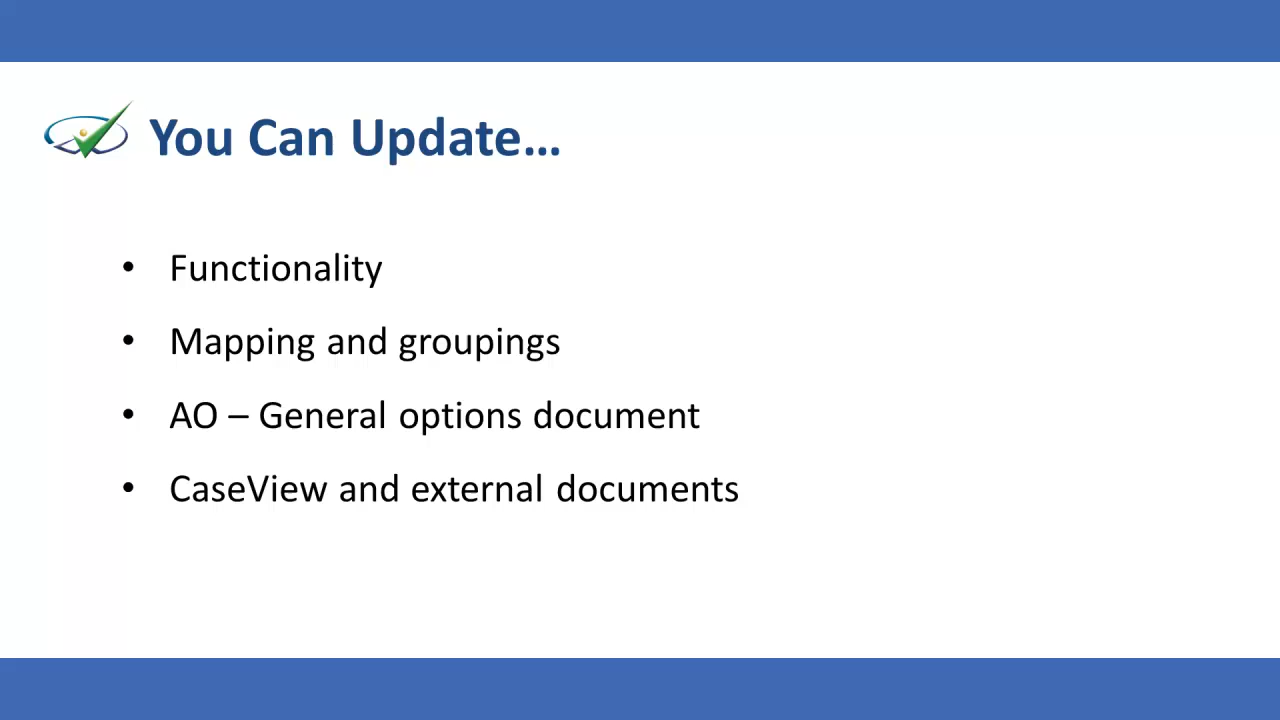 You Can Update...
• Functionality
• Mapping and groupings
• AO – General options document
• CaseView and external documents